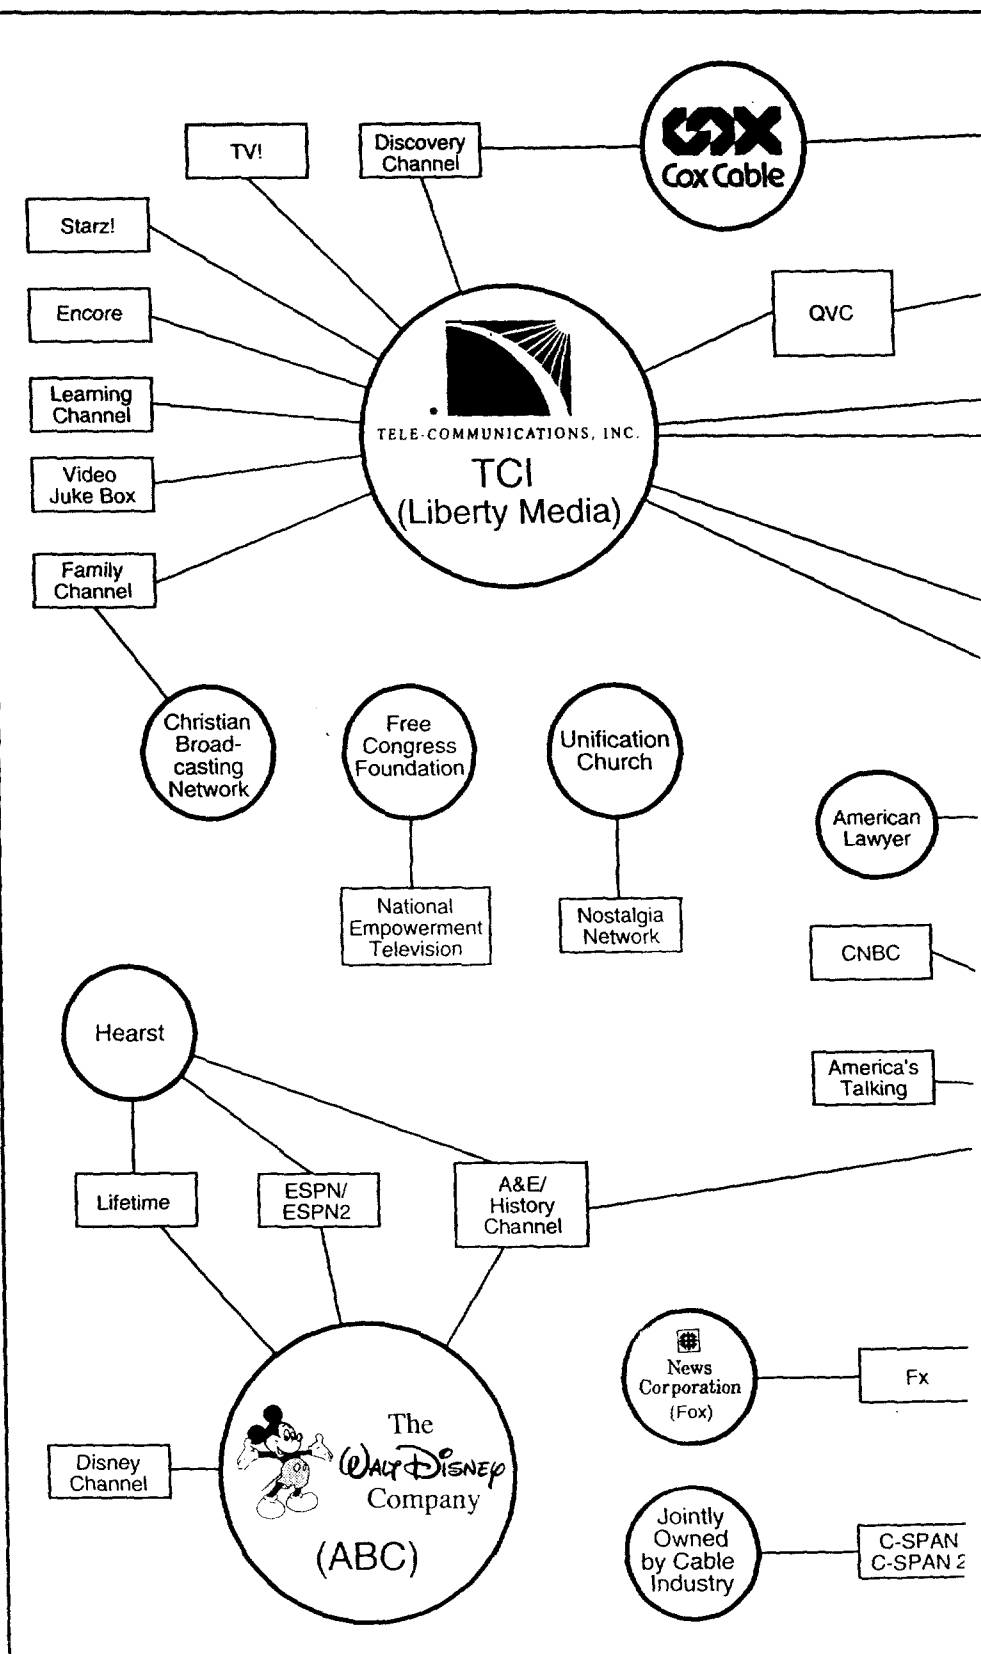 COX
Cox Cable
TV!
Discovery
Channel
Starz!
Encore
QVC
Learning
Channel
TELE-COMMUNICATIONS, INC.
TCI
(Liberty Media)
Video
Juke Box
Family
Channel
Christian
Broad-
casting
Network
Free
Congress
Foundation
Unification
Church
American
Lawyer
National
Empowerment
Television
Nostalgia
Network
CNBC
Hearst
America's
Talking
Lifetime
ESPN/
ESPN2
A&E/
History
Channel
News
Corporation
(Fox)
Fx
The
Walt Disney
Company
(ABC)
Disney
Channel
Jointly
Owned
by Cable
Industry
C-SPAN
C-SPAN 2